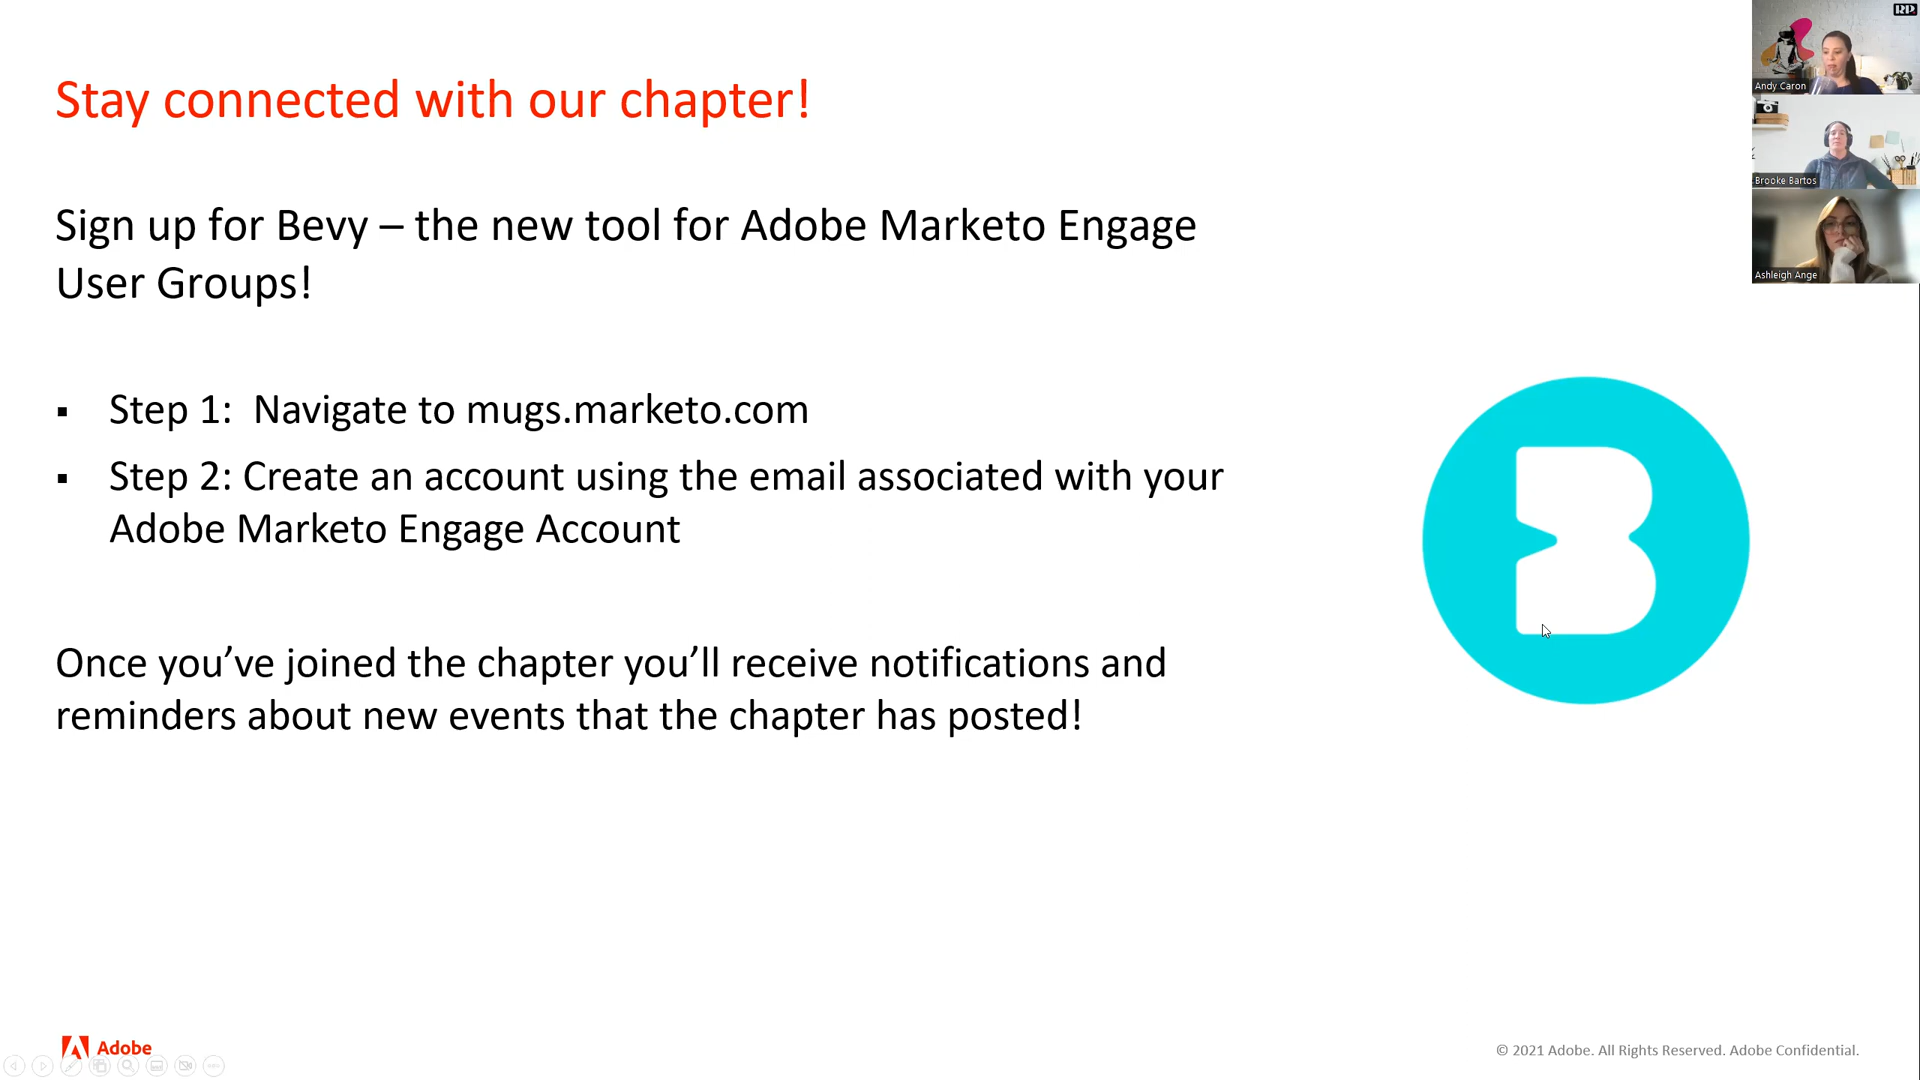 Stay connected with our chapter!
Sign up for Bevy – the new tool for Adobe Marketo Engage
User Groups!
▪ Step 1:  Navigate to mugs.marketo.com
▪ Step 2: Create an account using the email associated with your
Adobe Marketo Engage Account
Once you’ve joined the chapter you’ll receive notifications and
reminders about new events that the chapter has posted!
RP
Andy Caron
Brooke Bartos
Ashleigh Ange
Adobe
© 2021 Adobe. All Rights Reserved. Adobe Confidential.